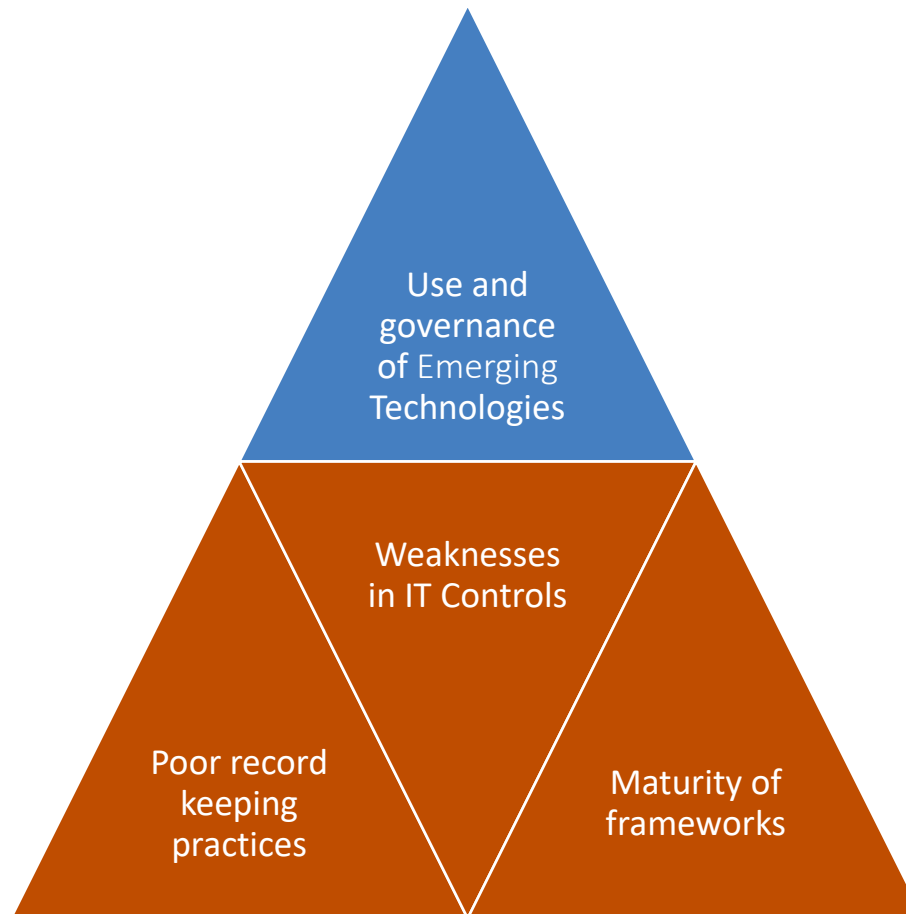 Use and
governance
of Emerging
Technologies
Weaknesses
in IT Controls
Poor record
keeping
practices
Maturity of
frameworks